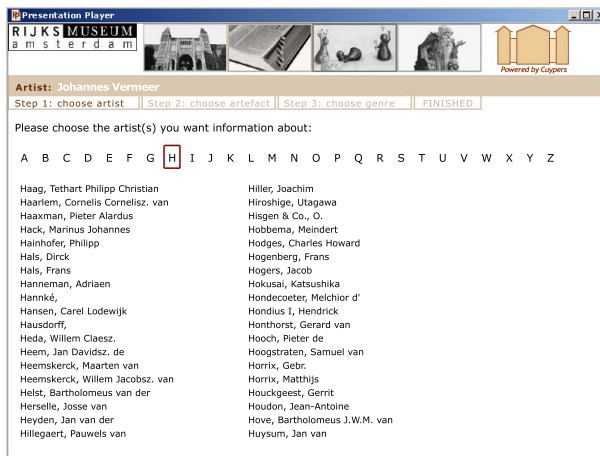 Presentation Player
RIJKS MUSEUM
amsterdam
Powered by Cuypers
Artist: Johannes Vermeer
Step 1: choose artist
Step 2: choose artefact
Step 3: choose genre
FINISHED
Please choose the artist(s) you want information about:
A B C D E F G H I J K L M N O P Q R S T U V W X Y Z
Haag, Tethart Philipp Christian
Haarlem, Cornelis Cornelisz. van
Haaxman, Pieter Alardus
Hack, Marinus Johannes
Hainhofer, Philipp
Hals, Dirck
Hals, Frans
Hanneman, Adriaen
Hannké,
Hansen, Carel Lodewijk
Hausdorff,
Heda, Willem Claesz.
Heem, Jan Davidsz. de
Heemskerck, Maarten van
Heemskerck, Willem Jacobsz. van
Helst, Bartholomeus van der
Herselle, Josse van
Heyden, Jan van der
Hillegaert, Pauwels van
Hiller, Joachim
Hiroshige, Utagawa
Hisgen & Co., O.
Hobbema, Meindert
Hodges, Charles Howard
Hogenberg, Frans
Hogers, Jacob
Hokusai, Katsushika
Hondecoeter, Melchior d'
Hondius I, Hendrick
Honthorst, Gerard van
Hooch, Pieter de
Hoogstraten, Samuel van
Horrix, Gebr.
Horrix, Matthijs
Houckgeest, Gerrit
Houdon, Jean-Antoine
Hove, Bartholomeus J.W.M. van
Huysum, Jan van